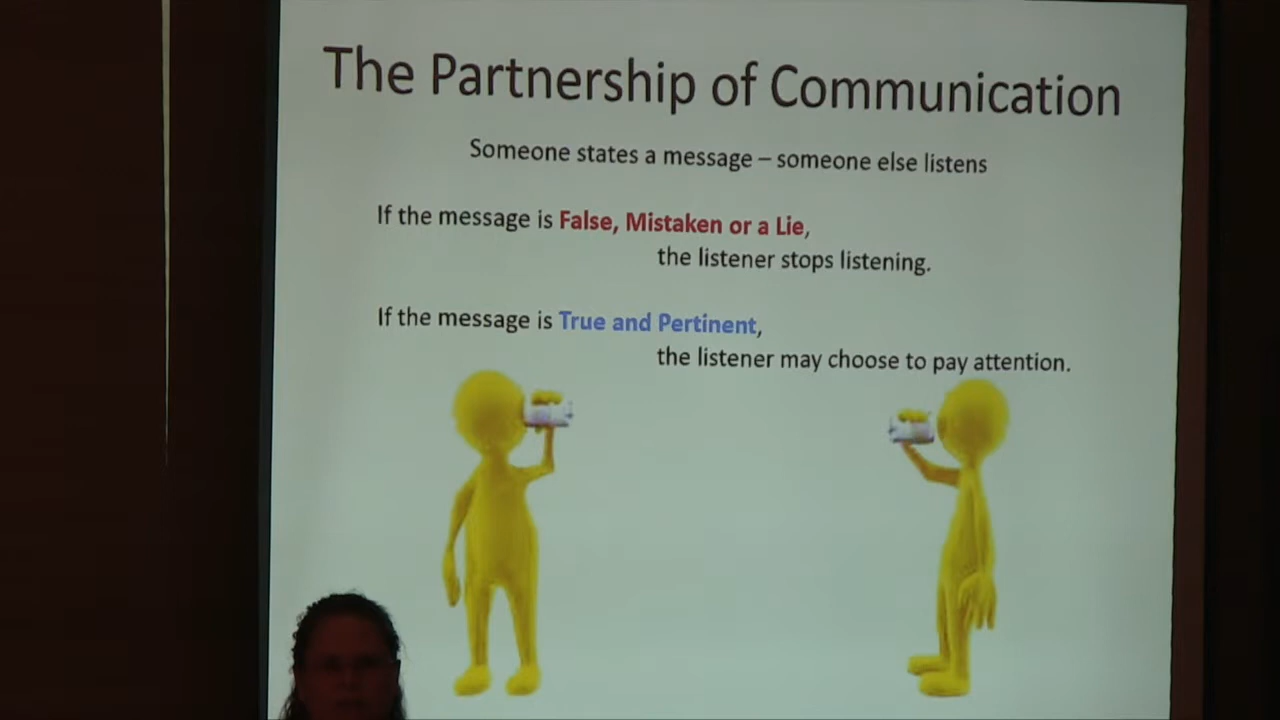 The Partnership of Communication
Someone states a message – someone else listens
If the message is False, Mistaken or a Lie,
the listener stops listening.
If the message is True and Pertinent,
the listener may choose to pay attention.